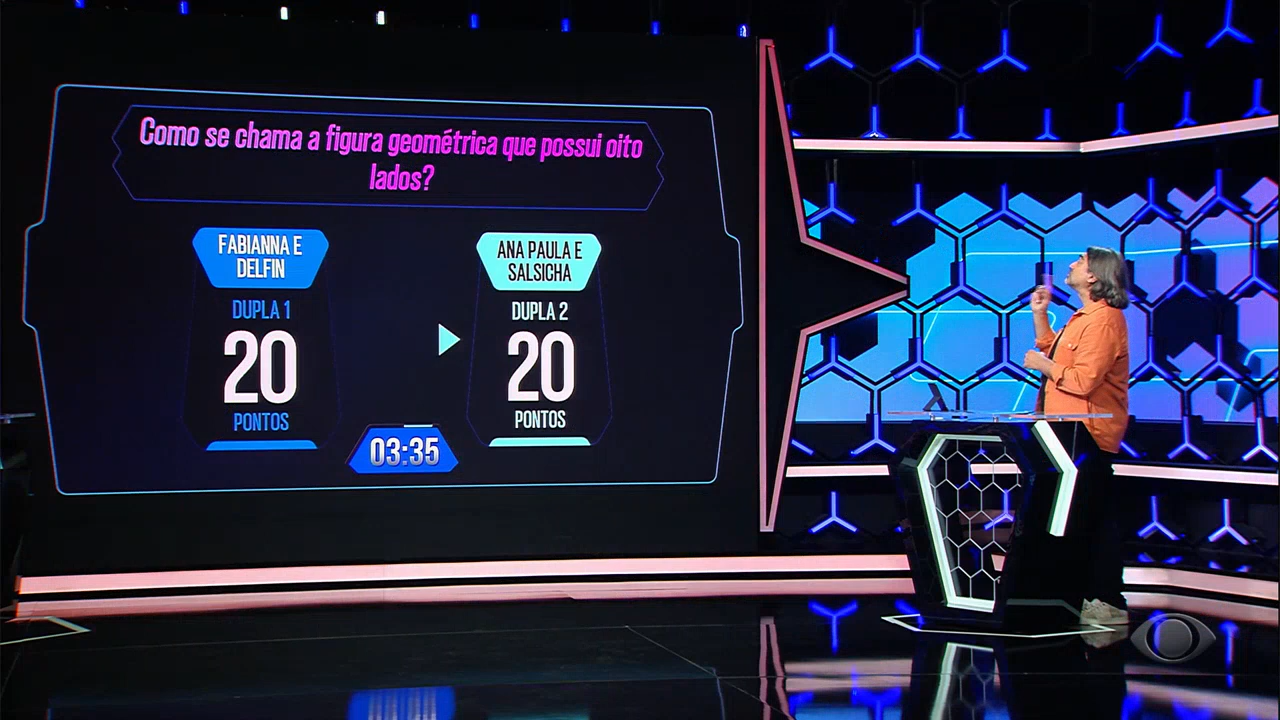 Como se chama a figura geométrica que possui oito
lados?
FABIANNA E
DELFIN
DUPLA 1
20
PONTOS
ANA PAULA E
SALSICHA
DUPLA 2
20
PONTOS
03:35